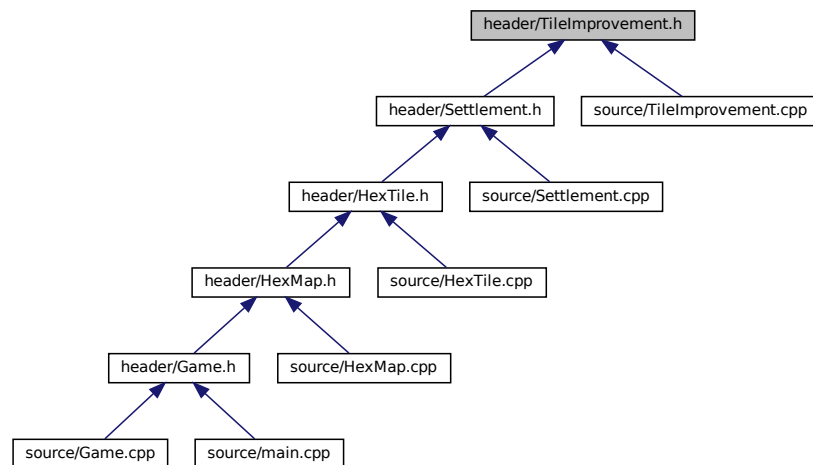 header/TileImprovement.h
header/Settlement.h
source/TileImprovement.cpp
header/HexTile.h
source/Settlement.cpp
header/HexMap.h
source/HexTile.cpp
header/Game.h
source/HexMap.cpp
source/Game.cpp
source/main.cpp